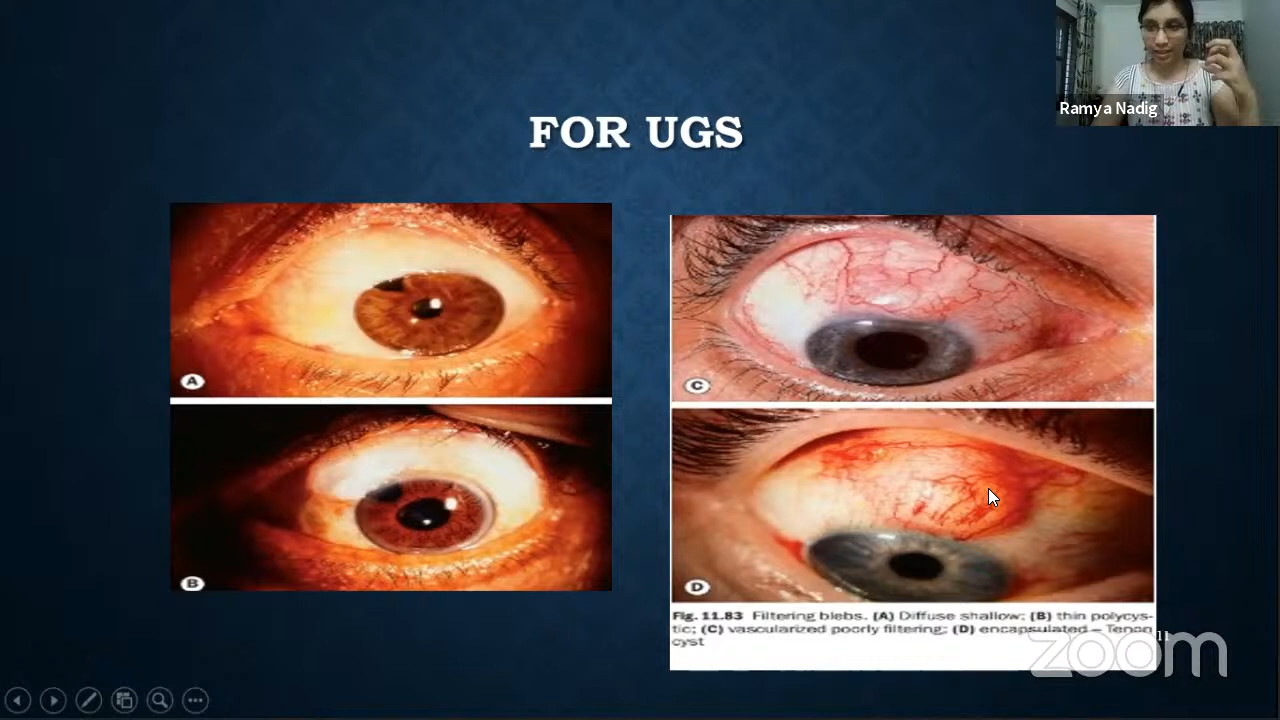 Ramya Nadig
FOR UGS
A
B
C
D
Fig. 11.83 Filtering blebs. (A) Diffuse shallow; (B) thin polycys-
tic; (C) vascularized poorly filtering; (D) encapsulated – Tenon
cyst
11
zoom